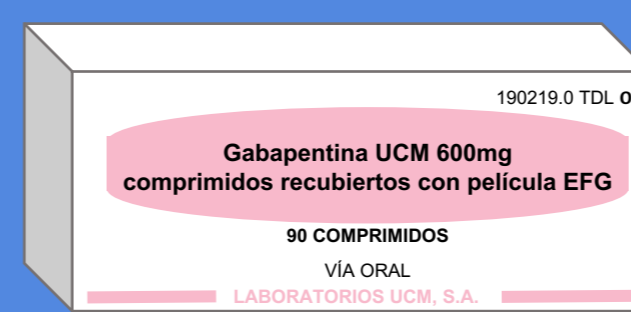 190219.0 TDL
Gabapentina UCM 600mg
comprimidos recubiertos con película EFG
90 COMPRIMIDOS
VÍA ORAL
LABORATORIOS UCM, S.A.